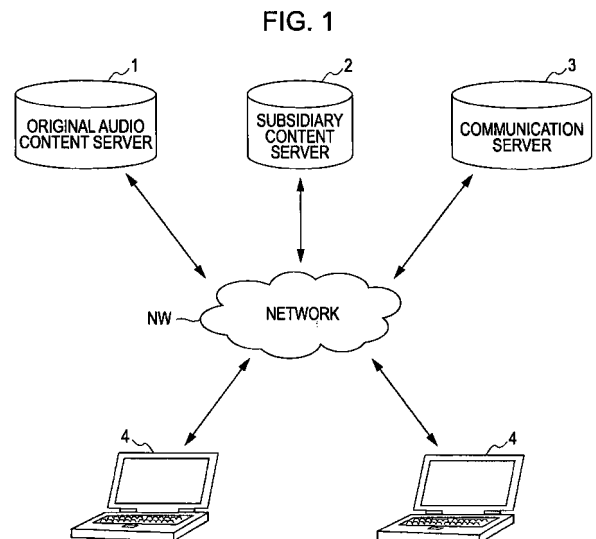 FIG. 1
1
2
3
ORIGINAL AUDIO
CONTENT SERVER
SUBSIDIARY
CONTENT
SERVER
COMMUNICATION
SERVER
NW
NETWORK
4
4